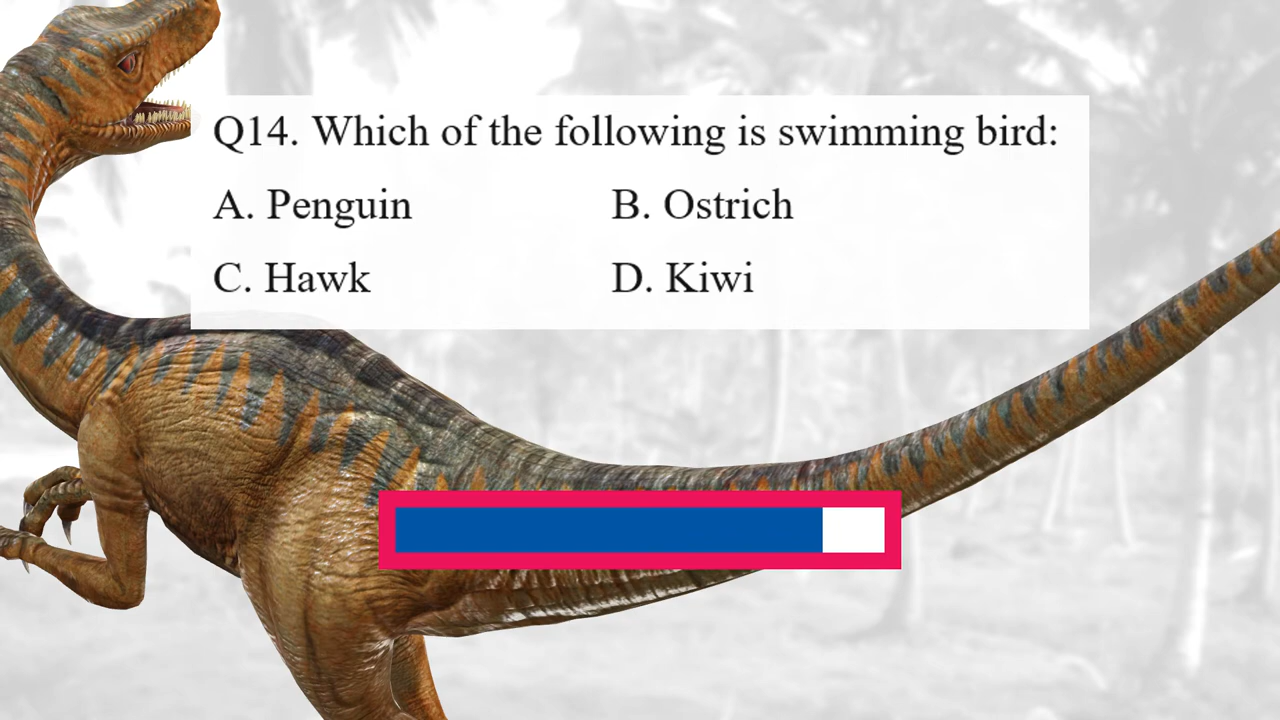 Q14. Which of the following is swimming bird:
A. Penguin B. Ostrich
C. Hawk D. Kiwi